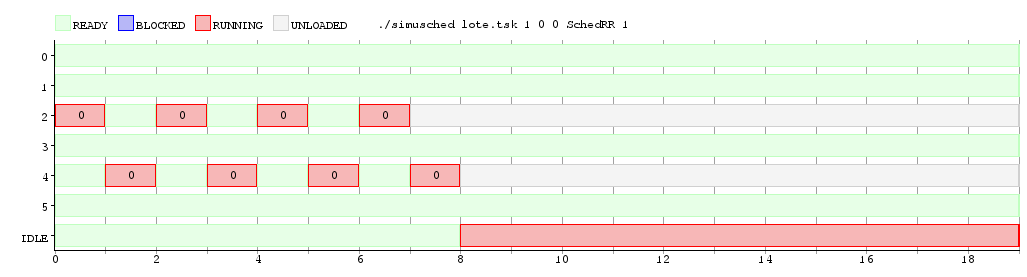 READY BLOCKED RUNNING UNLOADED ./simusched lote.tsk 1 0 0 SchedRR 1
0
1
2 0 0 0 0
3
4 0 0 0 0
5
IDLE
0 2 4 6 8 10 12 14 16 18